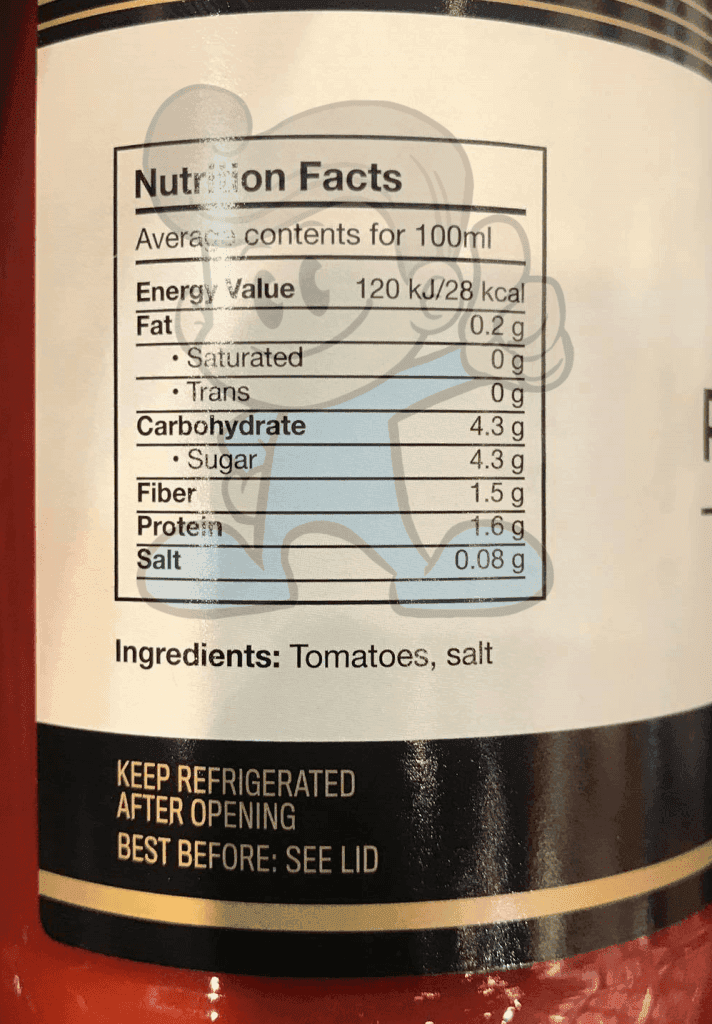 Nutrition Facts
Average contents for 100ml
Energy Value 120 kJ/28 kcal
Fat 0.2 g
• Saturated 0 g
• Trans 0 g
Carbohydrate 4.3 g
• Sugar 4.3 g
Fiber 1.5 g
Protein 1.6 g
Salt 0.08 g
Ingredients: Tomatoes, salt
KEEP REFRIGERATED
AFTER OPENING
BEST BEFORE: SEE LID